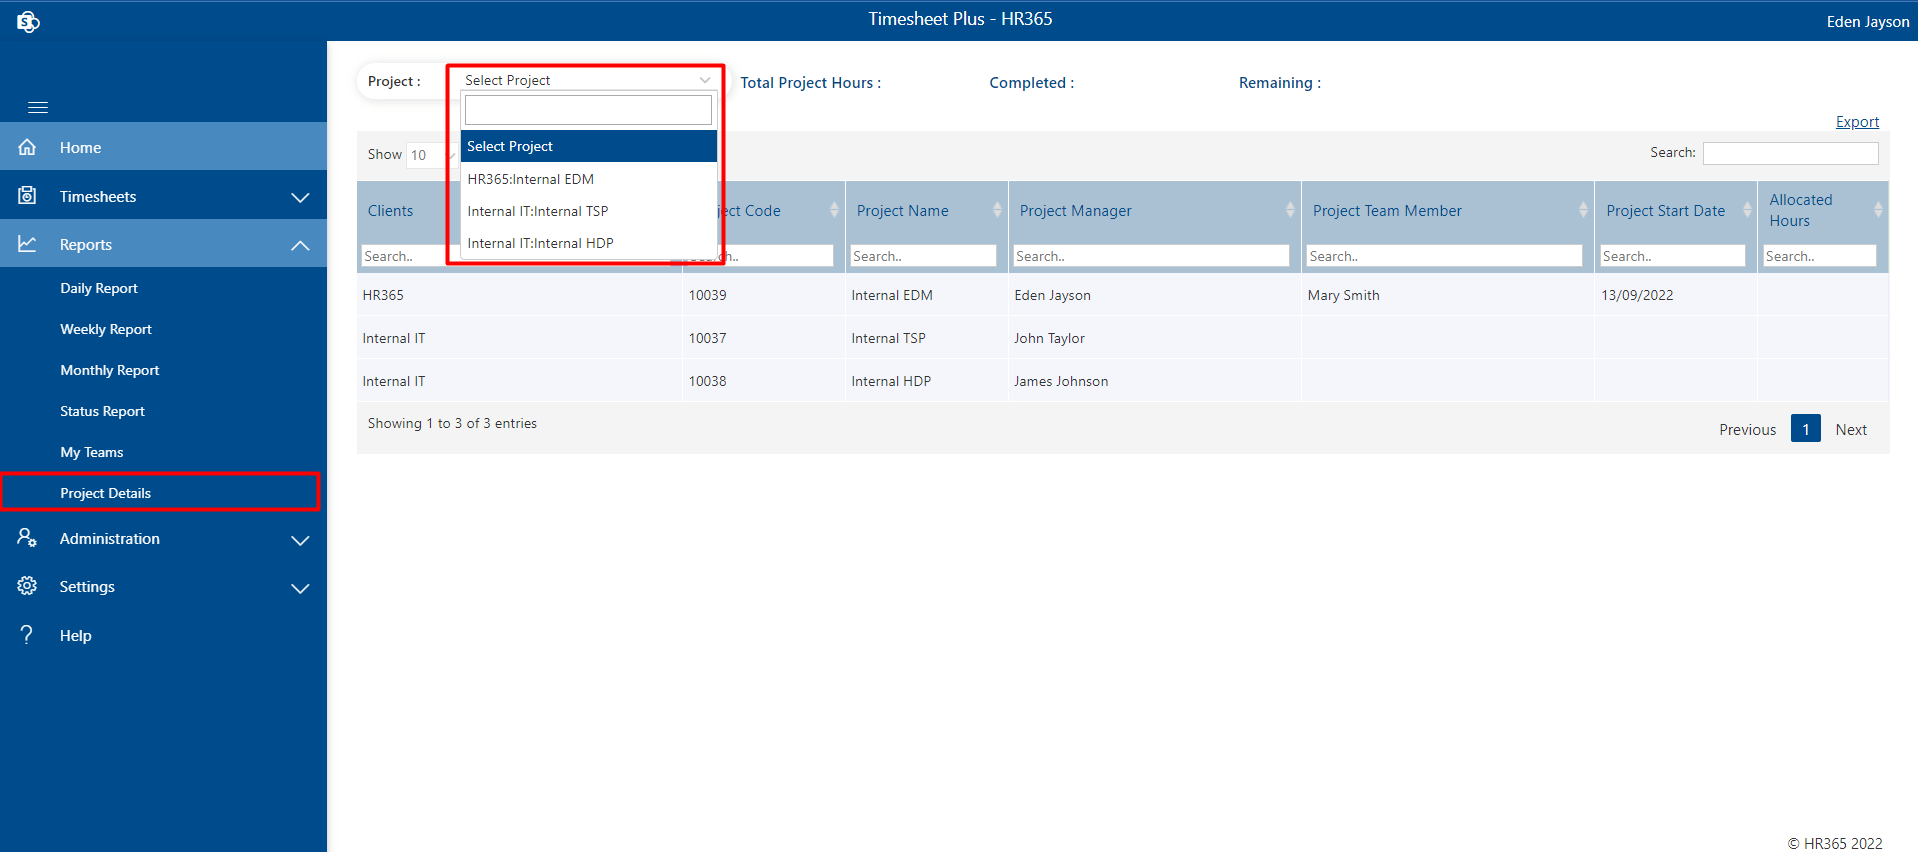 S
Timesheet Plus - HR365
Eden Jayson
Project :
Select Project
Total Project Hours :
Completed :
Remaining :
Select Project
HR365:Internal EDM
Internal IT:Internal TSP
Internal IT:Internal HDP
Export
Show 10
Search:
Clients
ject Code
Project Name
Project Manager
Project Team Member
Project Start Date
Allocated
Hours
Search..
ch..
Search..
Search..
Search..
Search..
Search..
HR365 10039 Internal EDM Eden Jayson Mary Smith 13/09/2022
Internal IT 10037 Internal TSP John Taylor
Internal IT 10038 Internal HDP James Johnson
Showing 1 to 3 of 3 entries
Previous 1 Next
Home
Timesheets
Reports
Daily Report
Weekly Report
Monthly Report
Status Report
My Teams
Project Details
Administration
Settings
? Help
© HR365 2022